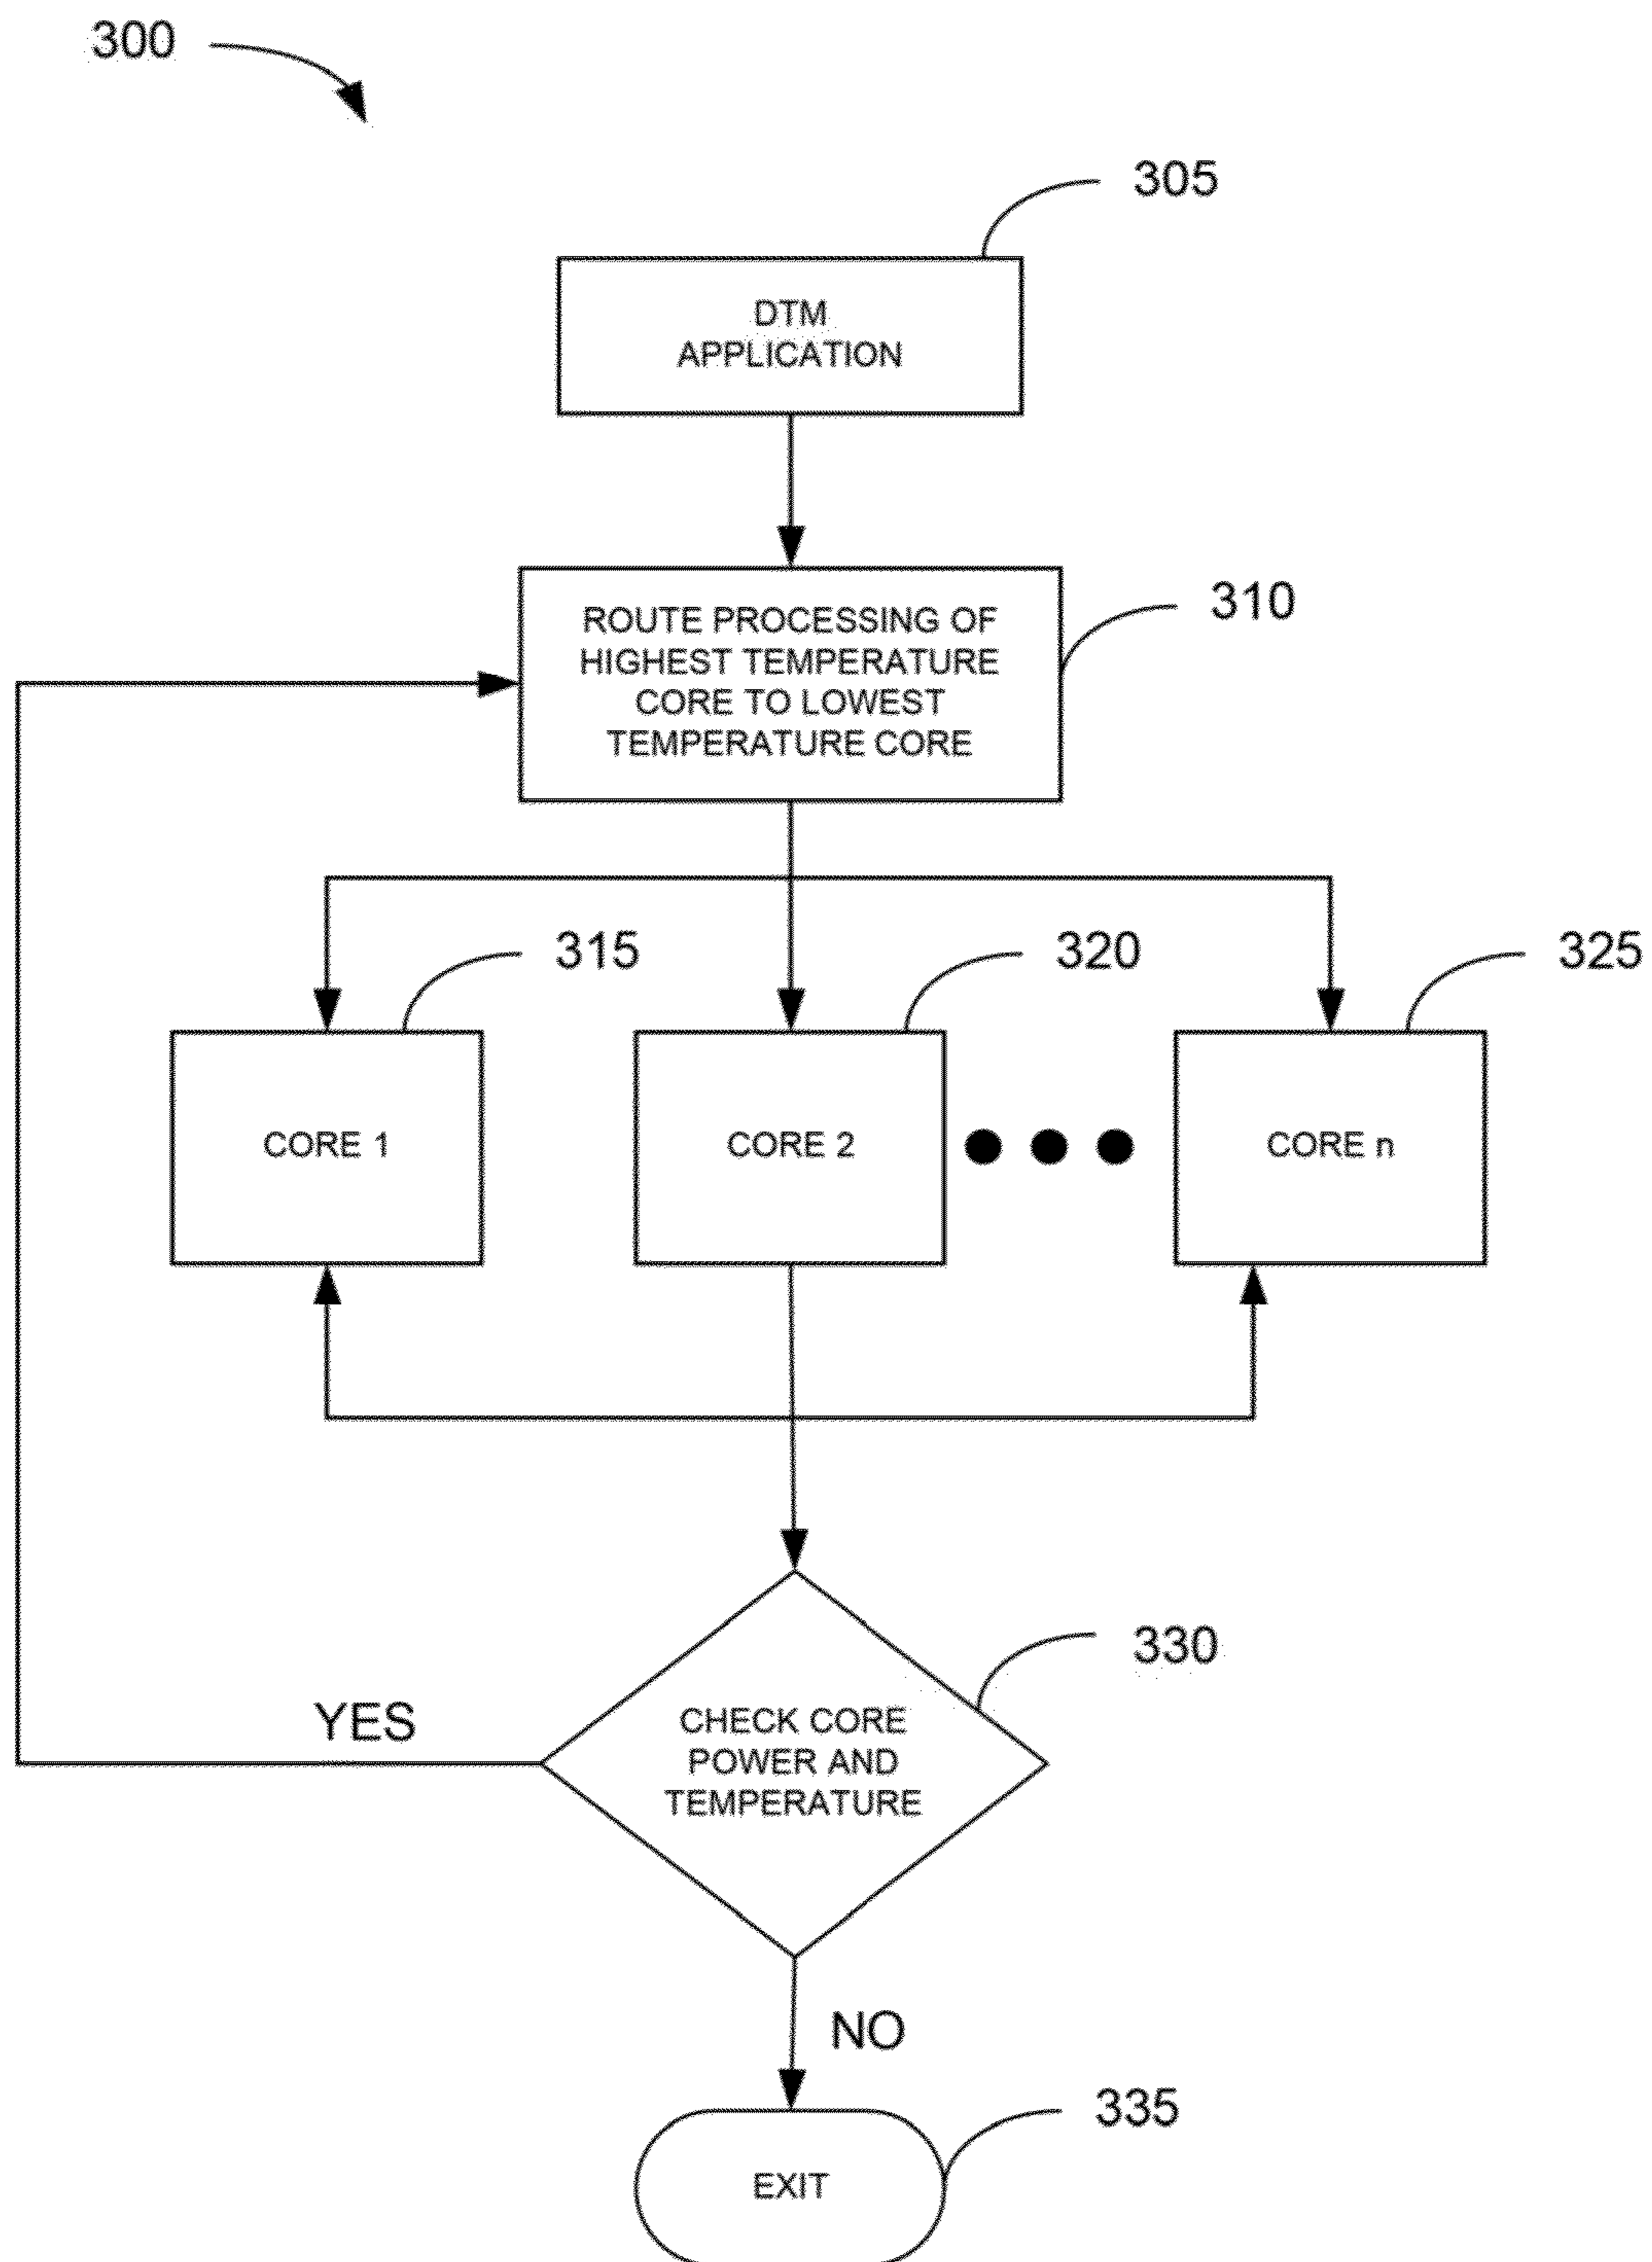 300
305
DTM
APPLICATION
310
ROUTE PROCESSING OF
HIGHEST TEMPERATURE
CORE TO LOWEST
TEMPERATURE CORE
315
320
325
CORE 1
CORE 2
CORE n
330
YES
CHECK CORE
POWER AND
TEMPERATURE
NO
335
EXIT